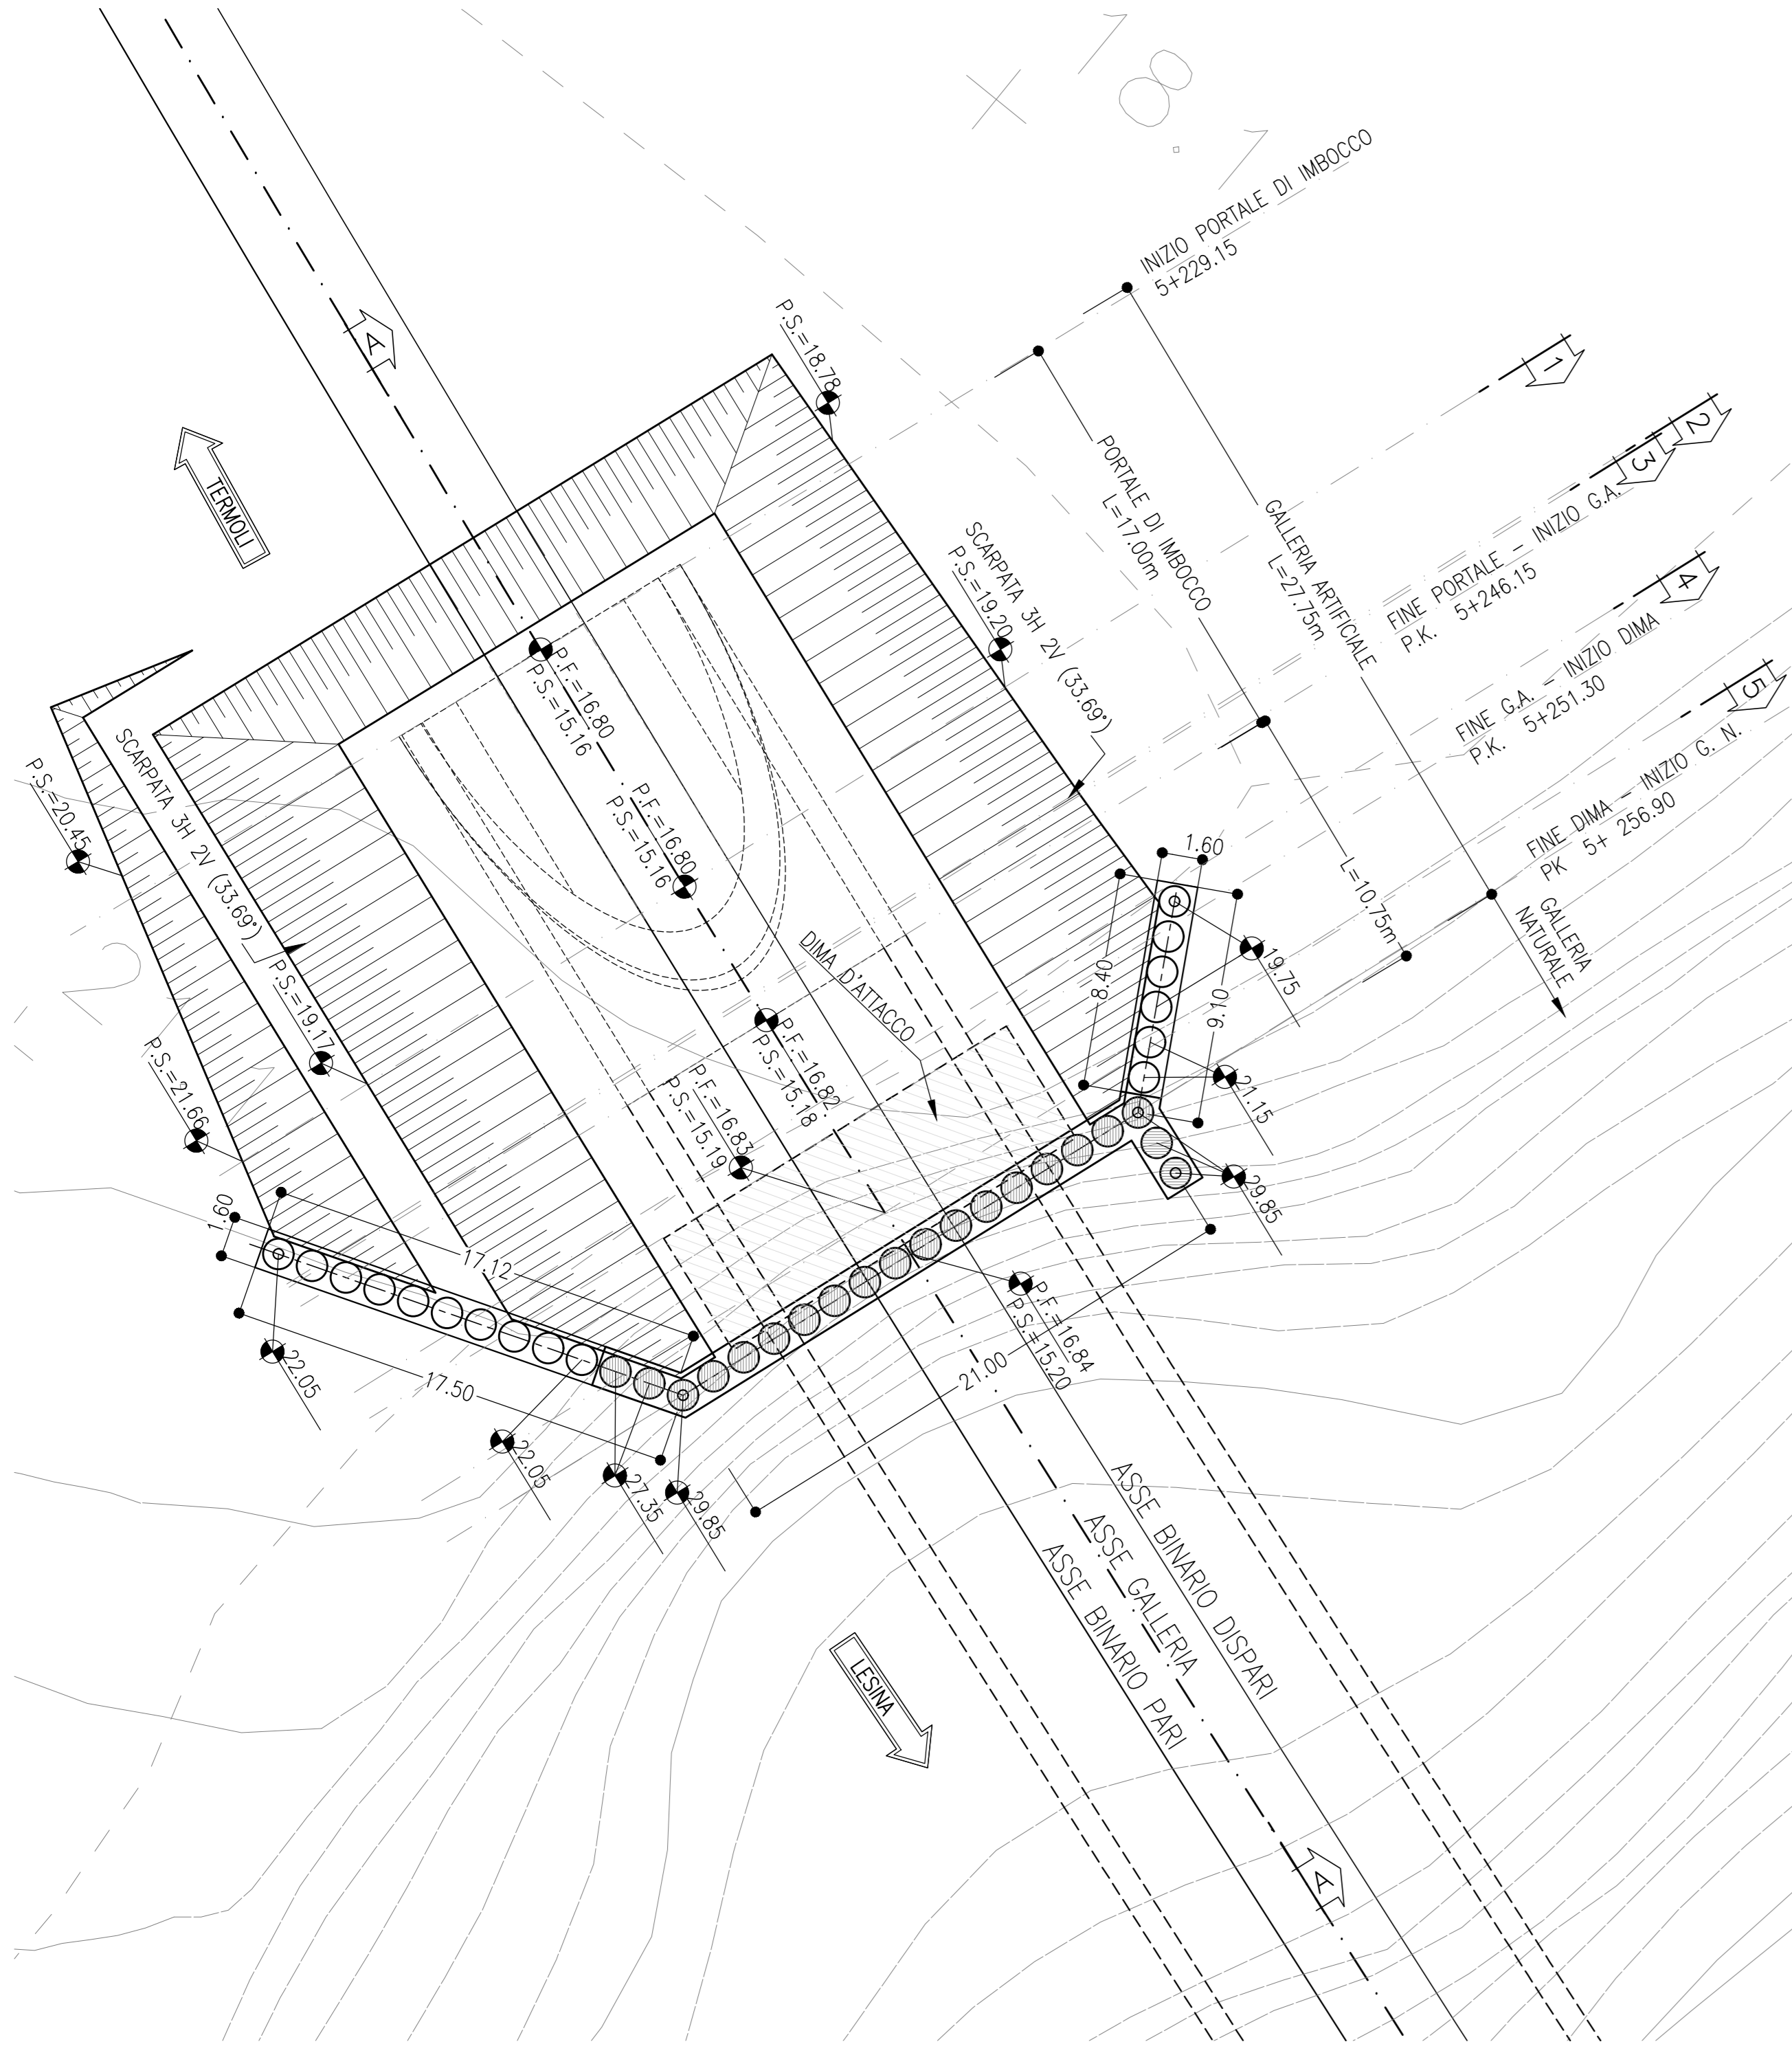 18.1
INIZIO PORTALE DI IMBOCCO
5+229.15
A
P.S.=18.78
1
2
3
TERMOLI
PORTALE DI IMBOCCO
L=17.00m
GALLERIA ARTIFICIALE
L=27.75m
FINE PORTALE - INIZIO G.A.
P.K. 5+246.15
4
SCARPATA 3H 2V (33.69°)
P.S.=19.20
FINE G.A. - INIZIO DIMA
P.K. 5+251.30
5
P.F.=16.80
P.S.=15.16
SCARPATA 3H 2V (33.69°)
P.S.=20.45
P.F.=16.80
P.S.=15.16
FINE DIMA - INIZIO G. N.
PK 5+ 256.90
1.60
L=10.75m
GALLERIA
NATURALE
DIMA D'ATTACCO
8.40
9.10
19.75
P.S.=19.17
P.F.=16.82
P.S.=15.18
P.S.=21.66
P.F.=16.83
P.S.=15.19
21.15
29.85
1.60
17.12
P.F.=16.84
P.S.=15.20
22.05
17.50
21.00
22.05
27.35
29.85
ASSE BINARIO DISPARI
ASSE GALLERIA
ASSE BINARIO PARI
LESINA
A